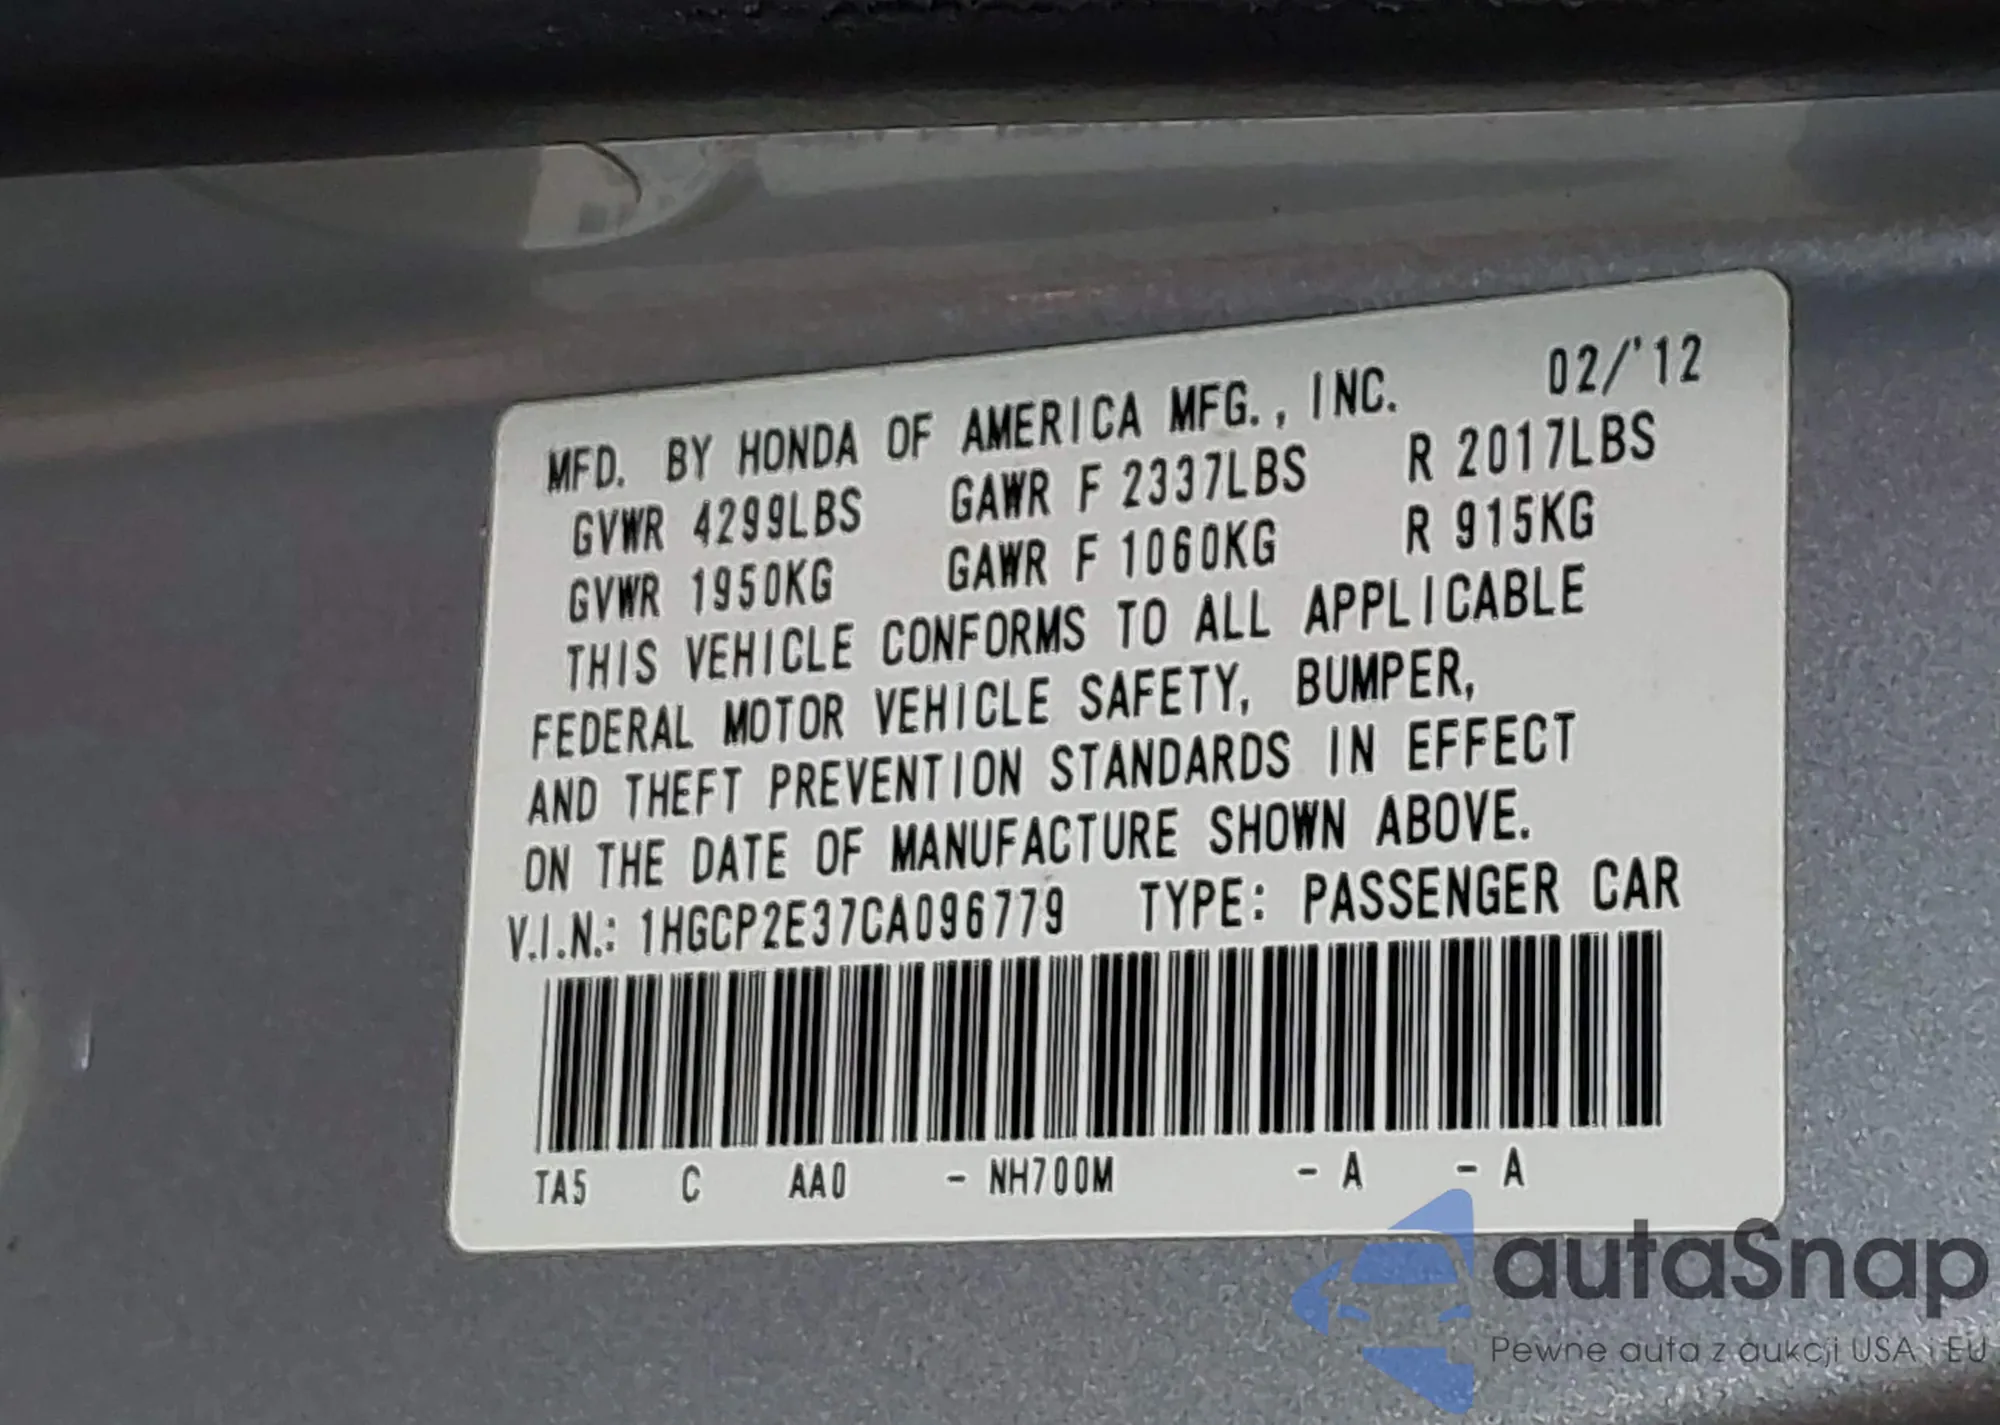 MFD. BY HONDA OF AMERICA MFG., INC. 02/'12
GVWR 4299LBS GAWR F 2337LBS R 2017LBS
GVWR 1950KG GAWR F 1060KG R 915KG
THIS VEHICLE CONFORMS TO ALL APPLICABLE
FEDERAL MOTOR VEHICLE SAFETY, BUMPER,
AND THEFT PREVENTION STANDARDS IN EFFECT
ON THE DATE OF MANUFACTURE SHOWN ABOVE.
V.I.N.: 1HGCP2E37CA096779 TYPE: PASSENGER CAR
TA5 C AA0 - NH700M - A - A
autaSnap
Pewne auta z aukcji USA i EU